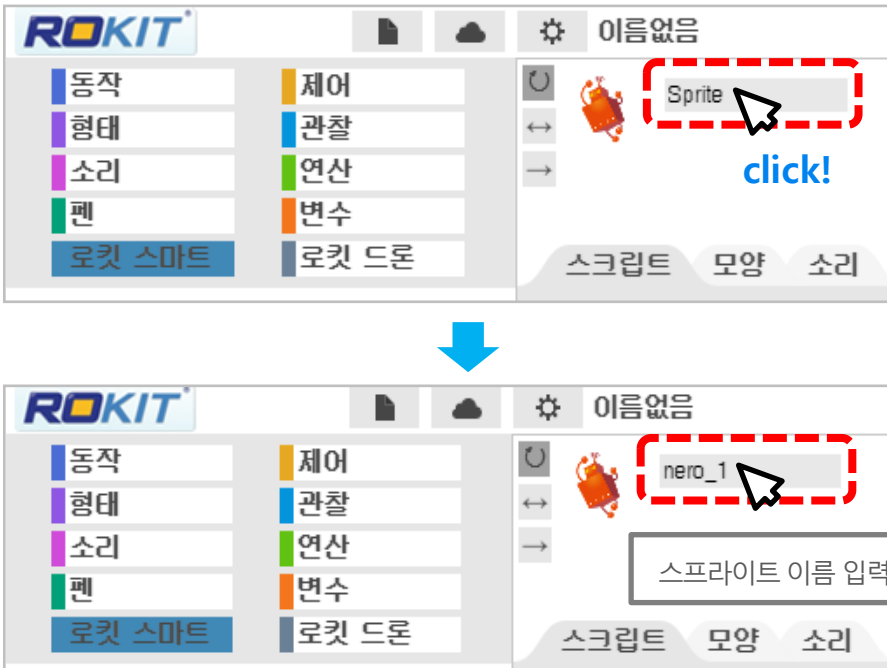 ROKIT 이름없음
동작 제어 Sprite
형태 관찰
소리 연산 click!
펜 변수
로킷 스마트 로킷 드론 스크립트 모양 소리
ROKIT 이름없음
동작 제어 nero_1
형태 관찰
소리 연산
스프라이트 이름 입력
펜 변수
로킷 스마트 로킷 드론 스크립트 모양 소리